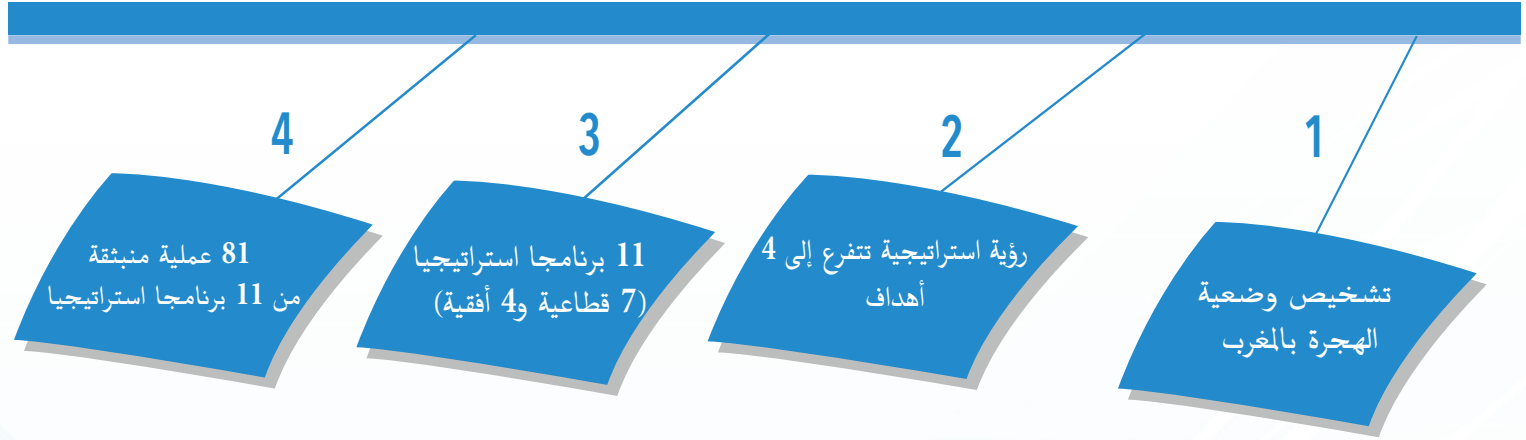 1
تشخيص وضعية
الهجرة بالمغرب
2
رؤية استراتيجية تتفرع إلى 4
أهداف
3
11 برنامجا استراتيجيا
(7 قطاعية و4 أفقية)
4
81 عملية منبثقة
من 11 برنامجا استراتيجيا